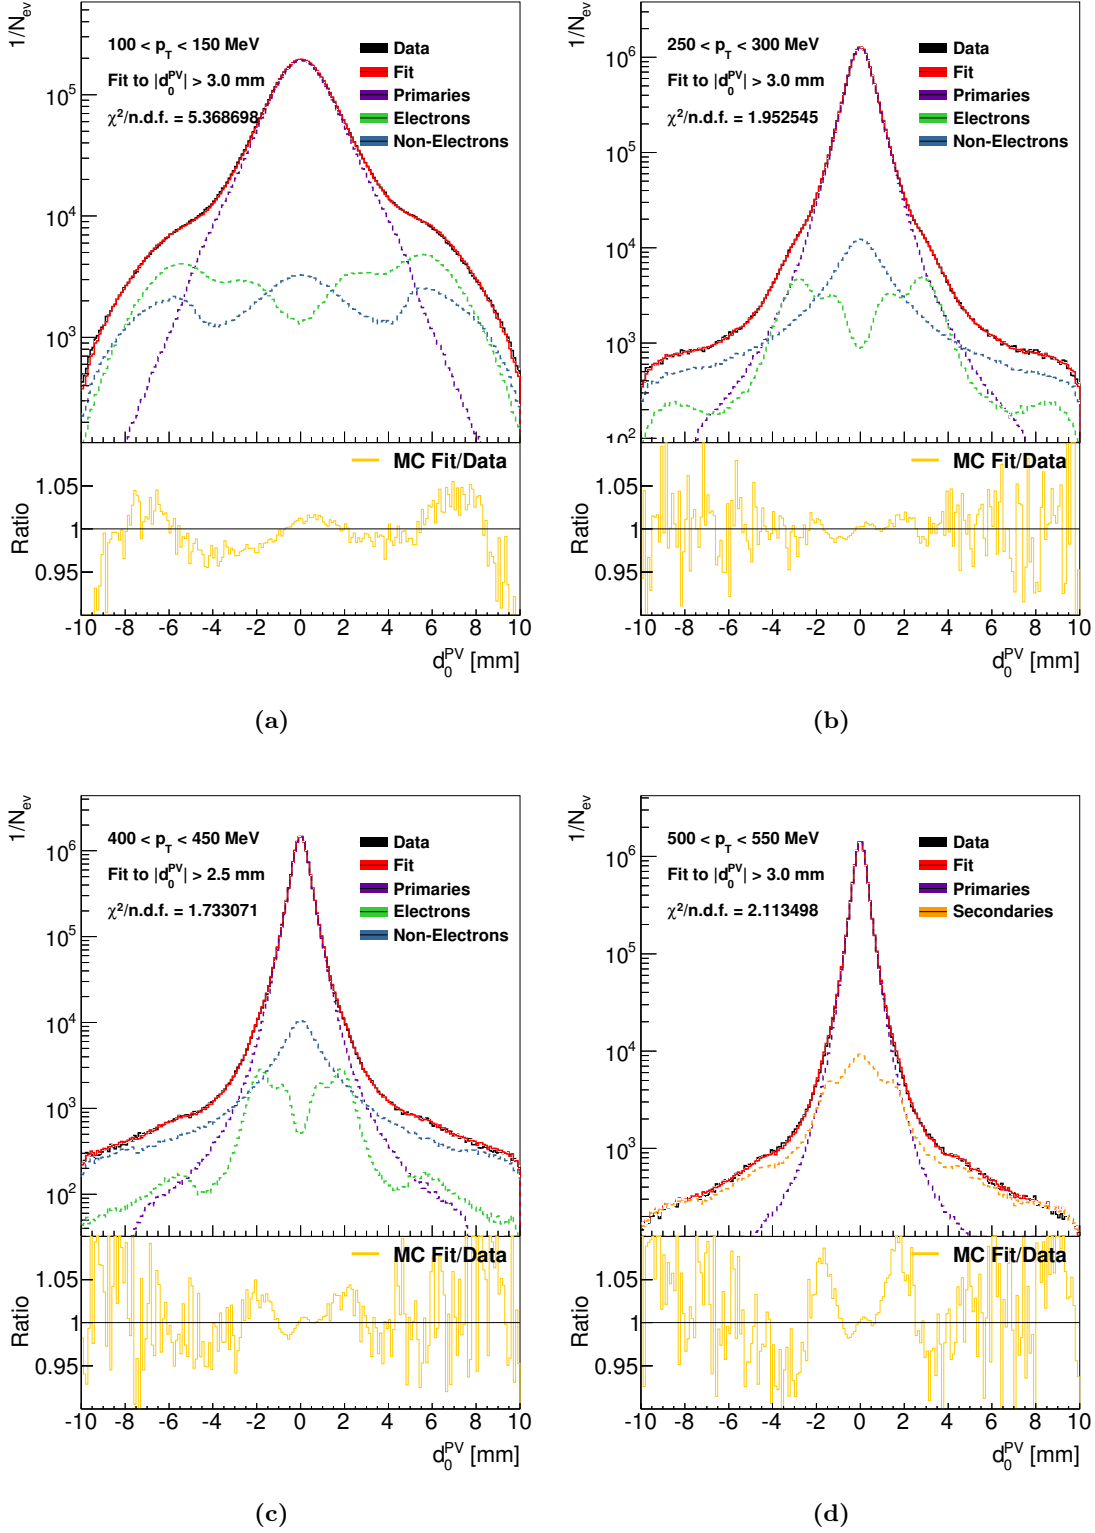 1/N_ev
100 < p_T < 150 MeV
Fit to |d_0^PV| > 3.0 mm
χ²/n.d.f. = 5.368698
Data
Fit
Primaries
Electrons
Non-Electrons
10^5
10^4
10^3
MC Fit/Data
Ratio
1.05
1
0.95
-10 -8 -6 -4 -2 0 2 4 6 8 10
d_0^PV [mm]
(a)
1/N_ev
250 < p_T < 300 MeV
Fit to |d_0^PV| > 3.0 mm
χ²/n.d.f. = 1.952545
Data
Fit
Primaries
Electrons
Non-Electrons
10^6
10^5
10^4
10^3
10^2
MC Fit/Data
Ratio
1.05
1
0.95
-10 -8 -6 -4 -2 0 2 4 6 8 10
d_0^PV [mm]
(b)
1/N_ev
400 < p_T < 450 MeV
Fit to |d_0^PV| > 2.5 mm
χ²/n.d.f. = 1.733071
Data
Fit
Primaries
Electrons
Non-Electrons
10^6
10^5
10^4
10^3
10^2
MC Fit/Data
Ratio
1.05
1
0.95
-10 -8 -6 -4 -2 0 2 4 6 8 10
d_0^PV [mm]
(c)
1/N_ev
500 < p_T < 550 MeV
Fit to |d_0^PV| > 3.0 mm
χ²/n.d.f. = 2.113498
Data
Fit
Primaries
Secondaries
10^6
10^5
10^4
10^3
MC Fit/Data
Ratio
1.05
1
0.95
-10 -8 -6 -4 -2 0 2 4 6 8 10
d_0^PV [mm]
(d)